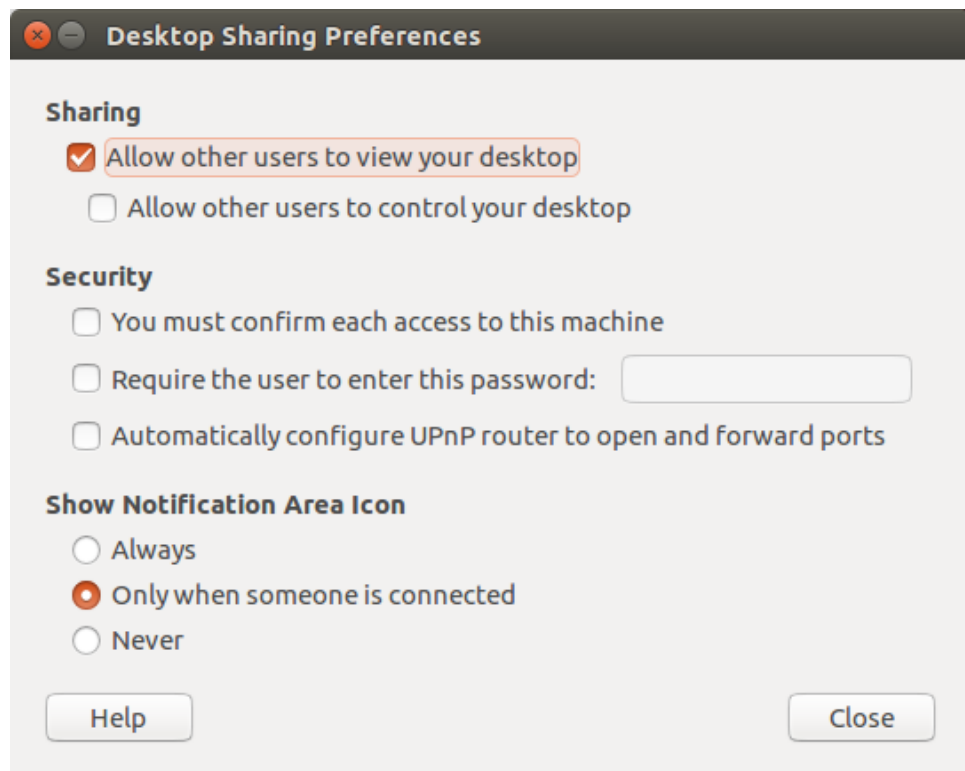 Desktop Sharing Preferences
Sharing
Allow other users to view your desktop
Allow other users to control your desktop
Security
You must confirm each access to this machine
Require the user to enter this password:
Automatically configure UPnP router to open and forward ports
Show Notification Area Icon
Always
Only when someone is connected
Never
Help Close